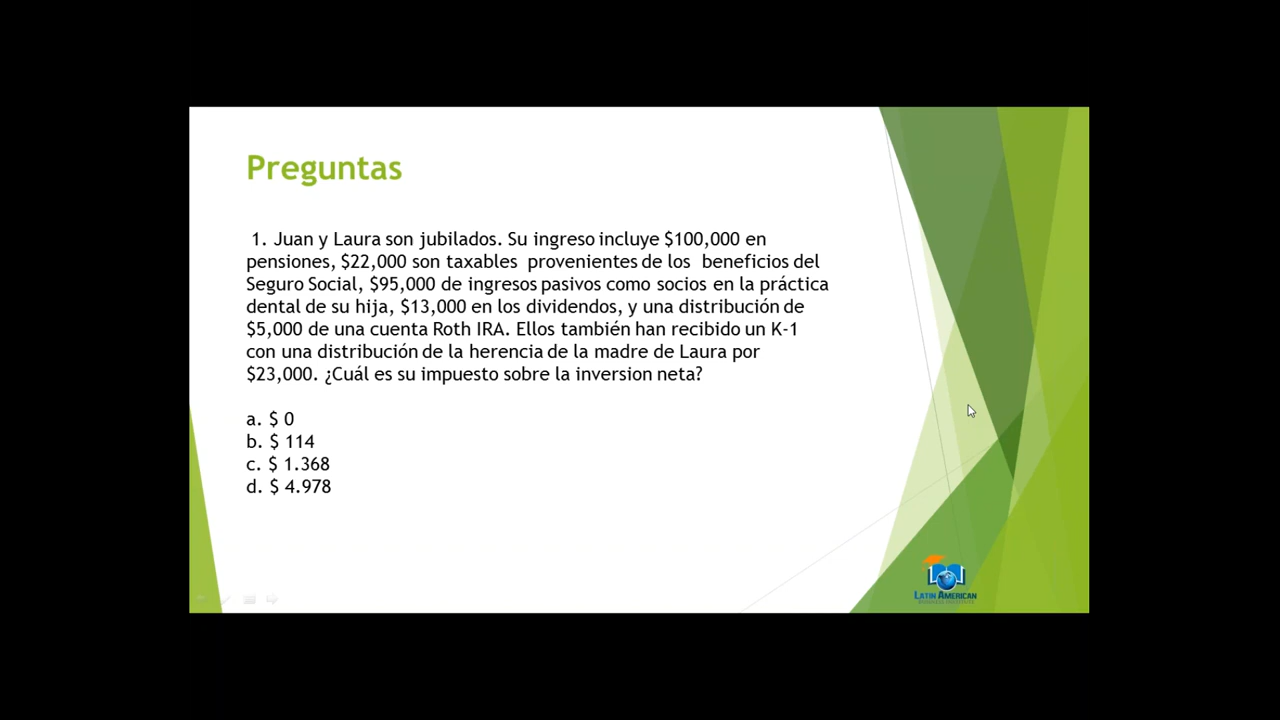 Preguntas
1. Juan y Laura son jubilados. Su ingreso incluye $100,000 en
pensiones, $22,000 son taxables provenientes de los beneficios del
Seguro Social, $95,000 de ingresos pasivos como socios en la práctica
dental de su hija, $13,000 en los dividendos, y una distribución de
$5,000 de una cuenta Roth IRA. Ellos también han recibido un K-1
con una distribución de la herencia de la madre de Laura por
$23,000. ¿Cuál es su impuesto sobre la inversion neta?
a. $ 0
b. $ 114
c. $ 1.368
d. $ 4.978
LATIN AMERICAN